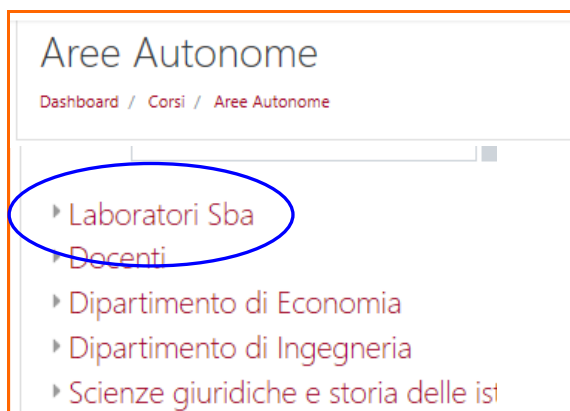 Aree Autonome
Dashboard / Corsi / Aree Autonome
Laboratori Sba
Docenti
Dipartimento di Economia
Dipartimento di Ingegneria
Scienze giuridiche e storia delle ist